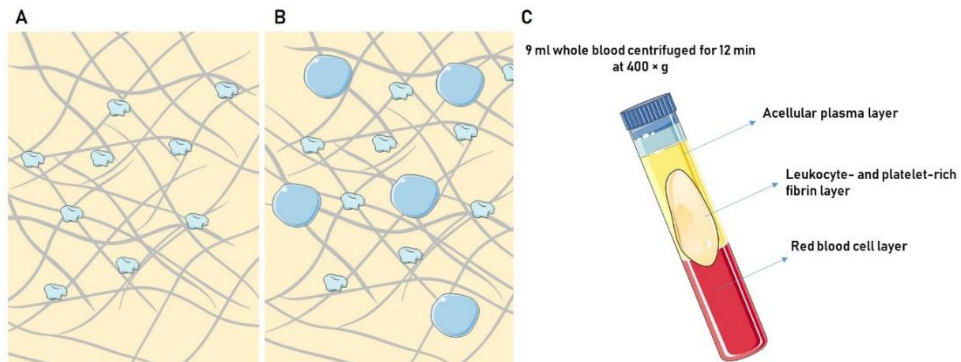 A
B
C
9 ml whole blood centrifuged for 12 min
at 400 × g
Acellular plasma layer
Leukocyte- and platelet-rich
fibrin layer
Red blood cell layer